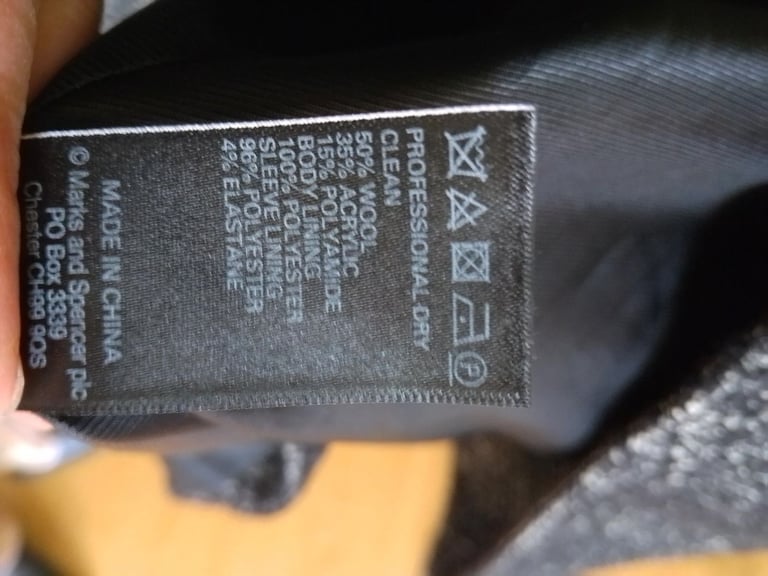 PROFESSIONAL DRY
CLEAN
50% WOOL
35% ACRYLIC
15% POLYAMIDE
BODY LINING
100% POLYESTER
SLEEVE LINING
96% POLYESTER
4% ELASTANE
MADE IN CHINA
© Marks and Spencer plc
PO Box 3339
Chester CH99 9QS
F